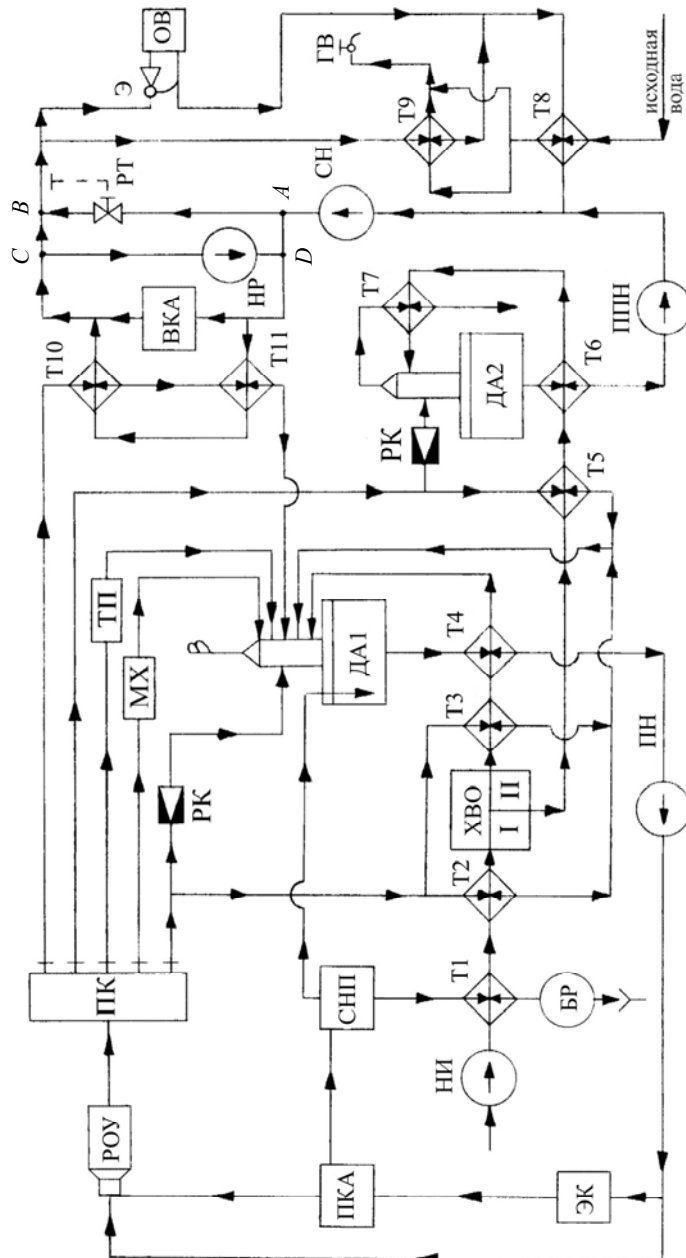 ОВ
Э
ГВ
исходная
вода
B
РТ
СН
Т9
Т8
C
A
D
НР
ВКА
Т10
Т11
Т7
ДА2
Т6
ППН
РК
Т5
ТП
МХ
ДА1
Т4
Т3
ПН
РК
ХВО
I
II
Т2
ПК
СНП
Т1
БР
НИ
РОУ
ПКА
ЭК